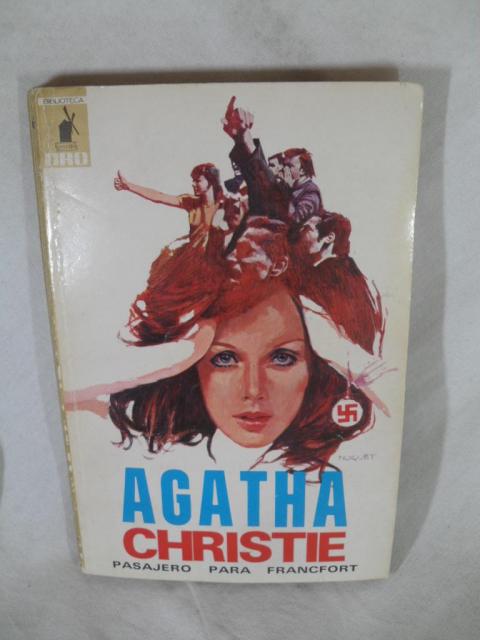 BIBLIOTECA
ORO
NOGUET
AGATHA
CHRISTIE
PASAJERO PARA FRANCFORT